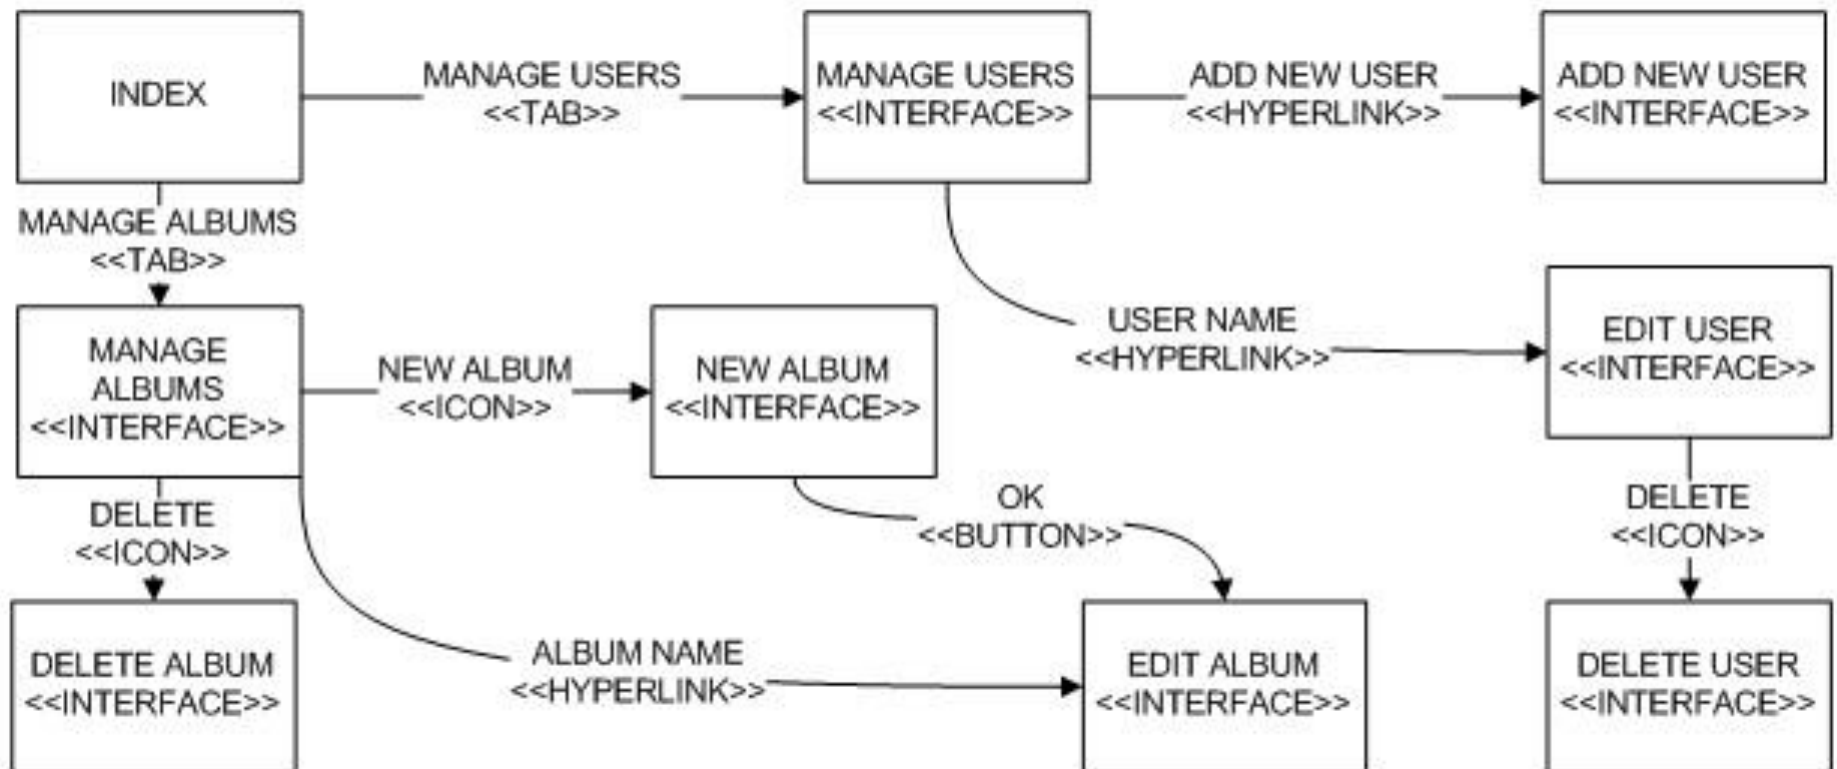 INDEX
MANAGE USERS
<<TAB>>
MANAGE USERS
<<INTERFACE>>
ADD NEW USER
<<HYPERLINK>>
ADD NEW USER
<<INTERFACE>>
MANAGE ALBUMS
<<TAB>>
USER NAME
<<HYPERLINK>>
EDIT USER
<<INTERFACE>>
MANAGE
ALBUMS
<<INTERFACE>>
NEW ALBUM
<<ICON>>
NEW ALBUM
<<INTERFACE>>
DELETE
<<ICON>>
OK
<<BUTTON>>
DELETE
<<ICON>>
DELETE ALBUM
<<INTERFACE>>
ALBUM NAME
<<HYPERLINK>>
EDIT ALBUM
<<INTERFACE>>
DELETE USER
<<INTERFACE>>